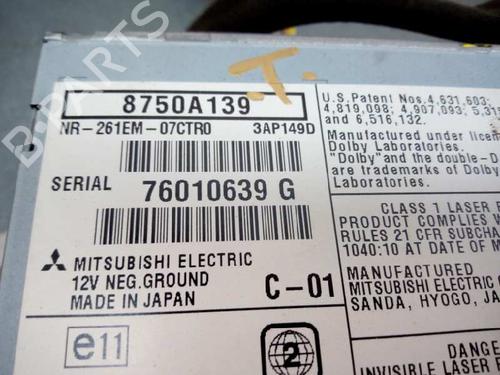 T.
8750A139
NR-261EM-07CTR0 3AP149D
SERIAL 76010639 G
MITSUBISHI ELECTRIC
12V NEG.GROUND
MADE IN JAPAN
C-01
e11
2
U.S.Patent Nos.4,631,603;
4,819,098; 4,907,093; 5,315
and 6,516,132.
Manufactured under licen
Dolby Laboratories.
"Dolby" and the double-D
are trademarks of Dolby
Laboratories.
CLASS 1 LASER
PRODUCT COMPLIES
RULES 21 CFR SUBCHA
1040:10 AT DATE OF M
MANUFACTURED
MITSUBISHI ELECTRIC
SANDA, HYOGO, JA
DANGE
INVISIBLE LASER
B-PARTS